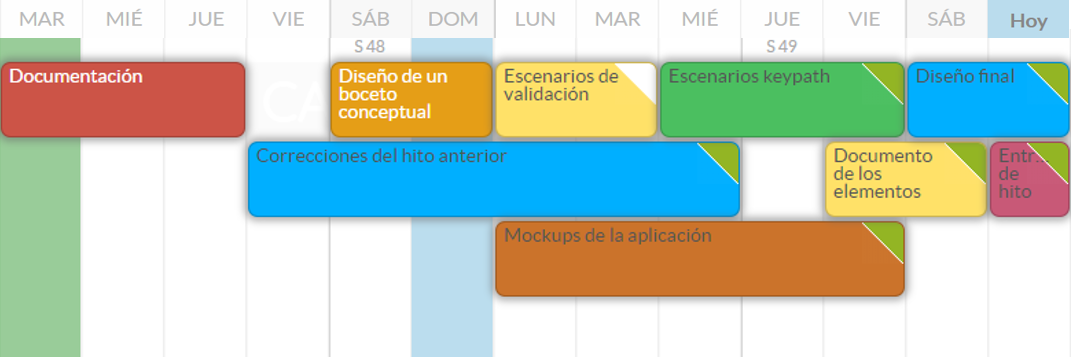 MAR MIÉ JUE VIE SÁB DOM LUN MAR MIÉ JUE VIE SÁB Hoy
S 48 S 49
Documentación
Diseño de un
boceto
conceptual
Escenarios de
validación
Escenarios keypath
Diseño final
Correcciones del hito anterior
Documento
de los
elementos
Entr...
de
hito
Mockups de la aplicación